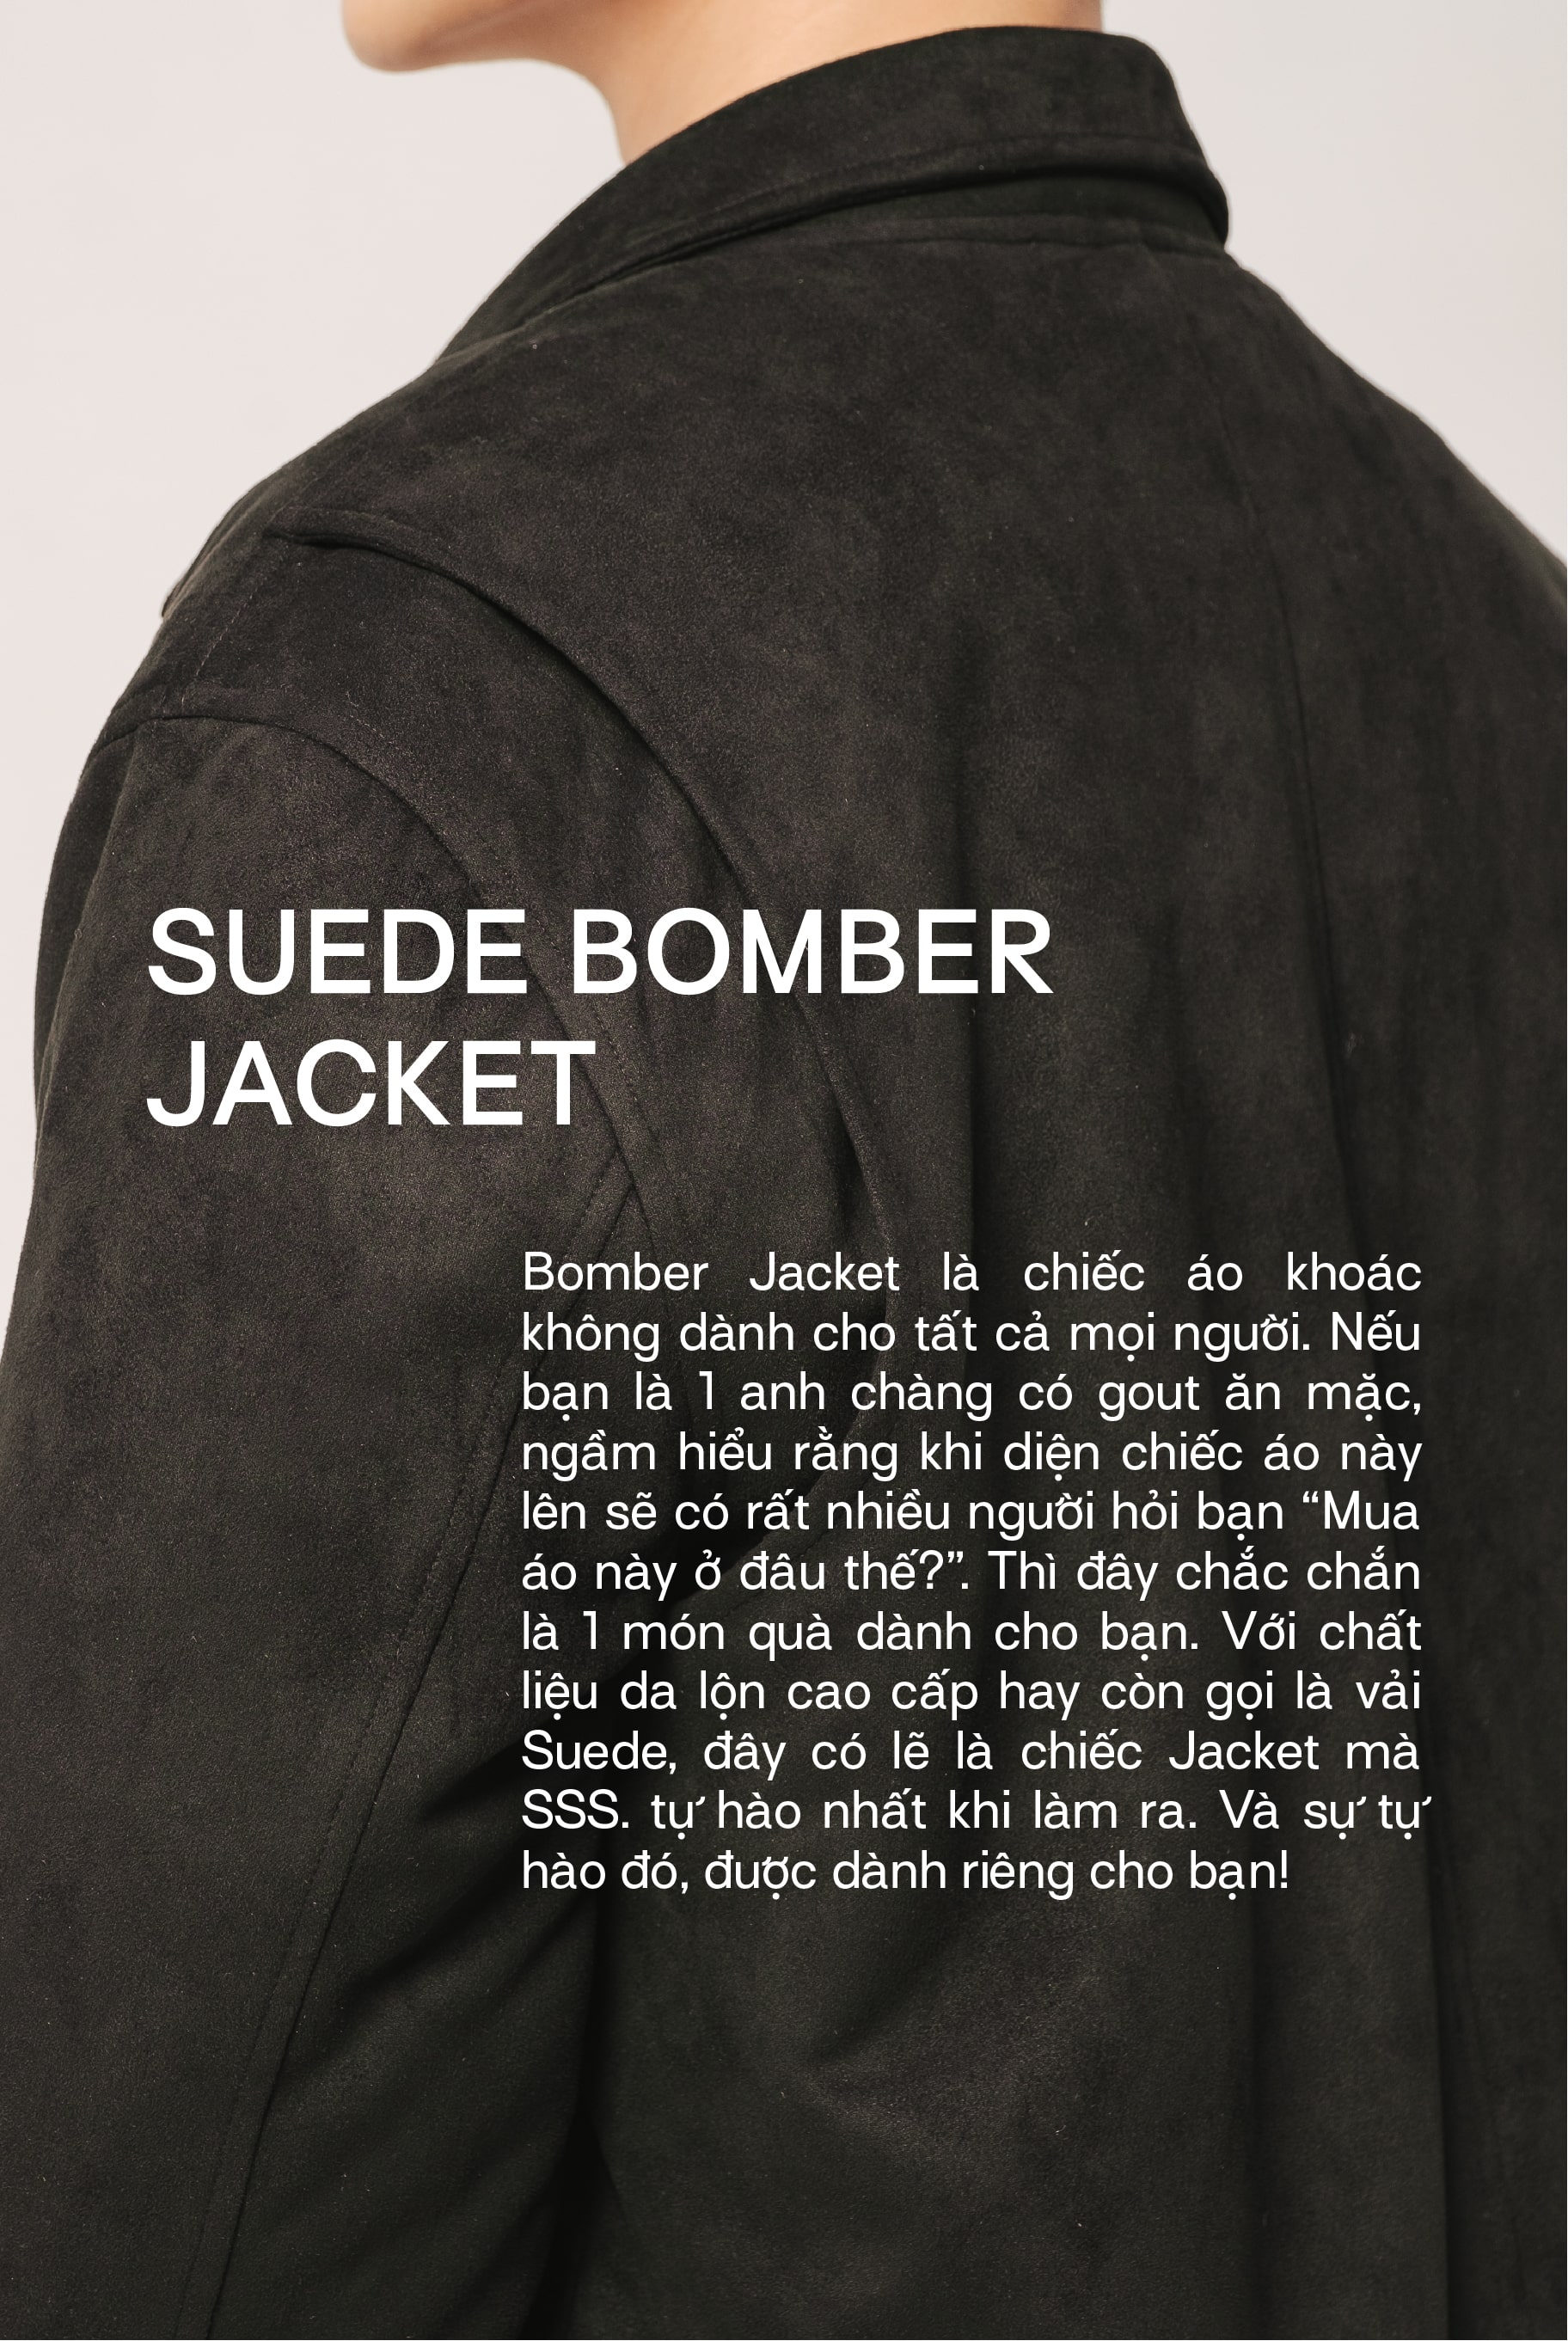 SUEDE BOMBER
JACKET
Bomber Jacket là chiếc áo khoác
không dành cho tất cả mọi người. Nếu
bạn là 1 anh chàng có gout ăn mặc,
ngầm hiểu rằng khi diện chiếc áo này
lên sẽ có rất nhiều người hỏi bạn “Mua
áo này ở đâu thế?”. Thì đây chắc chắn
là 1 món quà dành cho bạn. Với chất
liệu da lộn cao cấp hay còn gọi là vải
Suede, đây có lẽ là chiếc Jacket mà
SSS. tự hào nhất khi làm ra. Và sự tự
hào đó, được dành riêng cho bạn!